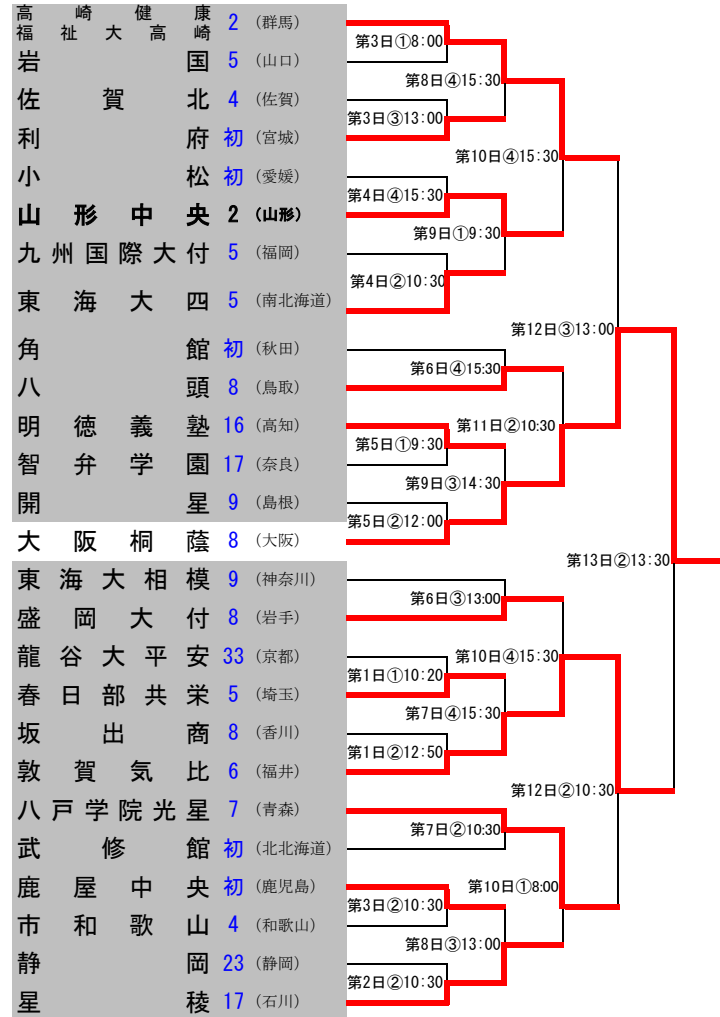 高崎健康福祉大高崎 2 (群馬)
第3日①8:00
岩国 5 (山口)
第8日④15:30
佐賀北 4 (佐賀)
第3日③13:00
利府 初 (宮城)
第10日④15:30
小松 初 (愛媛)
第4日④15:30
山形中央 2 (山形)
第9日①9:30
九州国際大付 5 (福岡)
第4日②10:30
東海大四 5 (南北海道)
第12日③13:00
角館 初 (秋田)
第6日④15:30
八頭 8 (鳥取)
第11日②10:30
明徳義塾 16 (高知)
第5日①9:30
智弁学園 17 (奈良)
第9日③14:30
開星 9 (島根)
第5日②12:00
大阪桐蔭 8 (大阪)
第13日②13:30
東海大相模 9 (神奈川)
第6日③13:00
盛岡大付 8 (岩手)
第10日④15:30
龍谷大平安 33 (京都)
第1日①10:20
春日部共栄 5 (埼玉)
第7日④15:30
坂出商 8 (香川)
第1日②12:50
敦賀気比 6 (福井)
第12日②10:30
八戸学院光星 7 (青森)
第7日②10:30
武修館 初 (北北海道)
第10日①8:00
鹿屋中央 初 (鹿児島)
第3日②10:30
市和歌山 4 (和歌山)
第8日③13:00
静岡 23 (静岡)
第2日②10:30
星稜 17 (石川)